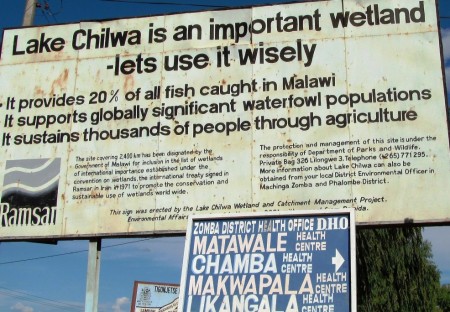 Lake Chilwa is an important wetland
-lets use it wisely
• It provides 20% of all fish caught in Malawi
• It supports globally significant waterfowl populations
It sustains thousands of people through agriculture
The site covering 2,400 km has been designated by the
Government of Malawi for inclusion in the list of wetlands
of international importance established under the
convention on wetlands, the international treaty signed in
Ramsar in Iran in 1971 to promote the conservation and
sustainable use of wetlands world wide.
The protection and management of this site is under the
responsibility of Department of Parks and Wildlife,
Private Bag 326 Lilongwe 3. Telephone (265) 771295.
More information about Lake Chilwa can also be
obtained from your local District Environmental Officer in
Machinga Zomba and Phalombe District.
Ramsar
This sign was erected by the Lake Chilwa Wetland and Catchment Management Project,
Environmental Affairs
ZOMBA DISTRICT HEALTH OFFICE DHO
MATAWALE HEALTH CENTRE
CHAMBA HEALTH CENTRE
MAKWAPALA HEALTH CENTRE
LIKANGALA HEALTH CENTRE